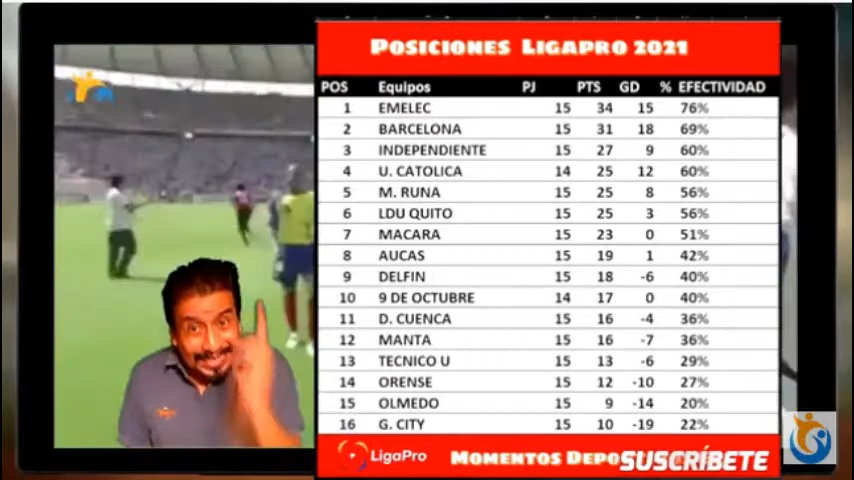 POSICIONES LIGAPRO 2021
POS Equipos PJ PTS GD % EFECTIVIDAD
1 EMELEC 15 34 15 76%
2 BARCELONA 15 31 18 69%
3 INDEPENDIENTE 15 27 9 60%
4 U. CATOLICA 14 25 12 60%
5 M. RUNA 15 25 8 56%
6 LDU QUITO 15 25 3 56%
7 MACARA 15 23 0 51%
8 AUCAS 15 19 1 42%
9 DELFIN 15 18 -6 40%
10 9 DE OCTUBRE 14 17 0 40%
11 D. CUENCA 15 16 -4 36%
12 MANTA 15 16 -7 36%
13 TECNICO U 15 13 -6 29%
14 ORENSE 15 12 -10 27%
15 OLMEDO 15 9 -14 20%
16 G. CITY 15 10 -19 22%
LigaPro MOMENTOS DEPO SUSCRÍBETE